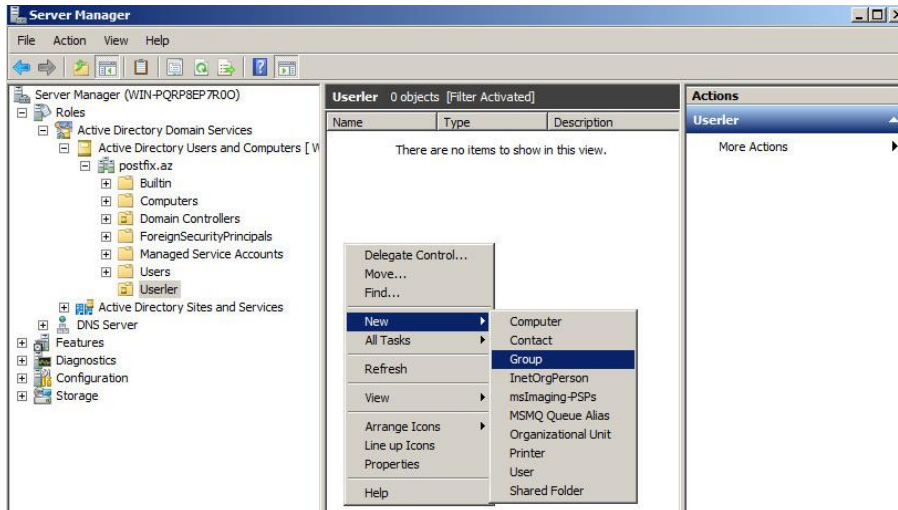 Server Manager
File Action View Help
Server Manager (WIN-PQRP8EP7R0O)
Roles
Active Directory Domain Services
Active Directory Users and Computers [ W
postfix.az
Builtin
Computers
Domain Controllers
ForeignSecurityPrincipals
Managed Service Accounts
Users
Userler
Active Directory Sites and Services
DNS Server
Features
Diagnostics
Configuration
Storage
Userler 0 objects [Filter Activated]
Name Type Description
There are no items to show in this view.
Delegate Control...
Move...
Find...
New
All Tasks
Refresh
View
Arrange Icons
Line up Icons
Properties
Help
Computer
Contact
Group
InetOrgPerson
msImaging-PSPs
MSMQ Queue Alias
Organizational Unit
Printer
User
Shared Folder
Actions
Userler
More Actions